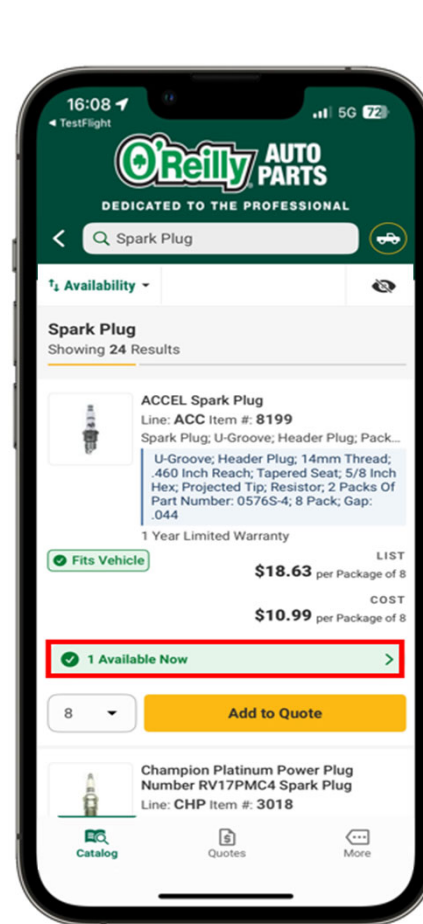 16:08
5G 72
TestFlight
O'Reilly AUTO PARTS
DEDICATED TO THE PROFESSIONAL
Spark Plug
Availability
Spark Plug
Showing 24 Results
ACCEL Spark Plug
Line: ACC Item #: 8199
Spark Plug; U-Groove; Header Plug; Pack...
U-Groove; Header Plug; 14mm Thread;
.460 Inch Reach; Tapered Seat; 5/8 Inch
Hex; Projected Tip; Resistor; 2 Packs Of
Part Number: 0576S-4; 8 Pack; Gap:
.044
1 Year Limited Warranty
Fits Vehicle
LIST
$18.63 per Package of 8
COST
$10.99 per Package of 8
1 Available Now
8
Add to Quote
Champion Platinum Power Plug
Number RV17PMC4 Spark Plug
Line: CHP Item #: 3018
Catalog
Quotes
More